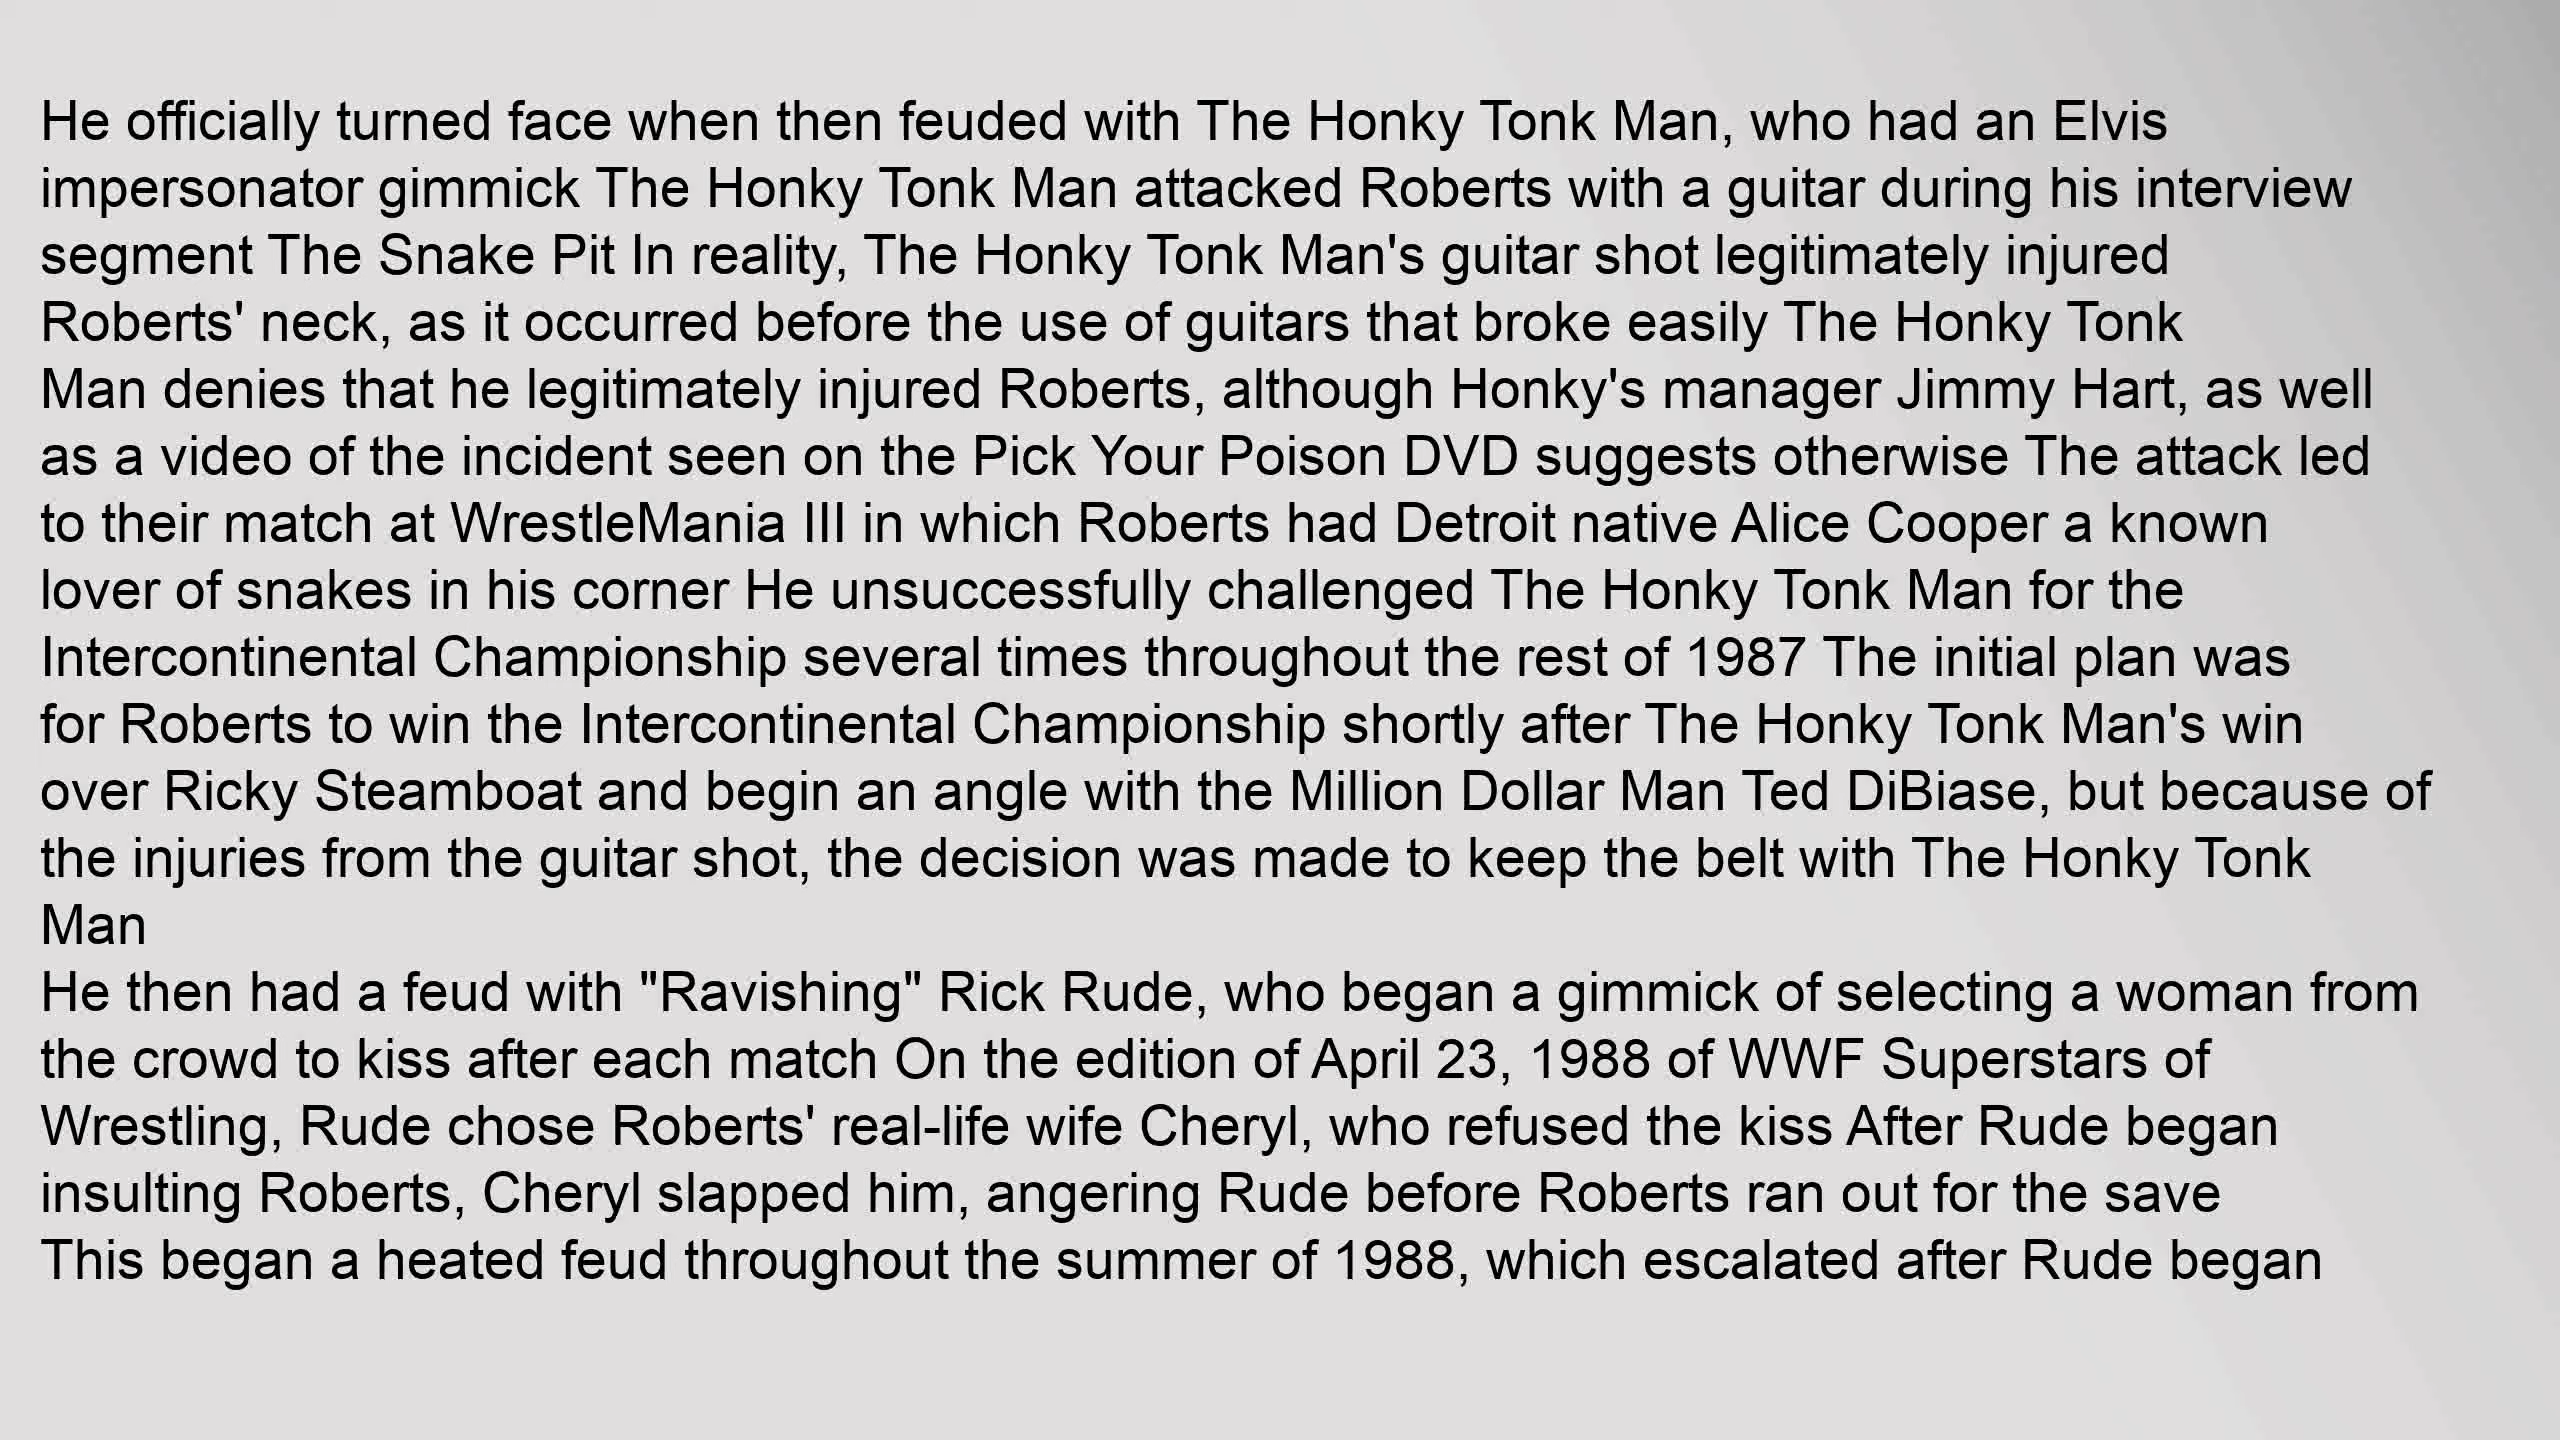 He officially turned face when then feuded with The Honky Tonk Man, who had an Elvis
impersonator gimmick The Honky Tonk Man attacked Roberts with a guitar during his interview
segment The Snake Pit In reality, The Honky Tonk Man's guitar shot legitimately injured
Roberts' neck, as it occurred before the use of guitars that broke easily The Honky Tonk
Man denies that he legitimately injured Roberts, although Honky's manager Jimmy Hart, as well
as a video of the incident seen on the Pick Your Poison DVD suggests otherwise The attack led
to their match at WrestleMania III in which Roberts had Detroit native Alice Cooper a known
lover of snakes in his corner He unsuccessfully challenged The Honky Tonk Man for the
Intercontinental Championship several times throughout the rest of 1987 The initial plan was
for Roberts to win the Intercontinental Championship shortly after The Honky Tonk Man's win
over Ricky Steamboat and begin an angle with the Million Dollar Man Ted DiBiase, but because of
the injuries from the guitar shot, the decision was made to keep the belt with The Honky Tonk
Man
He then had a feud with "Ravishing" Rick Rude, who began a gimmick of selecting a woman from
the crowd to kiss after each match On the edition of April 23, 1988 of WWF Superstars of
Wrestling, Rude chose Roberts' real-life wife Cheryl, who refused the kiss After Rude began
insulting Roberts, Cheryl slapped him, angering Rude before Roberts ran out for the save
This began a heated feud throughout the summer of 1988, which escalated after Rude began